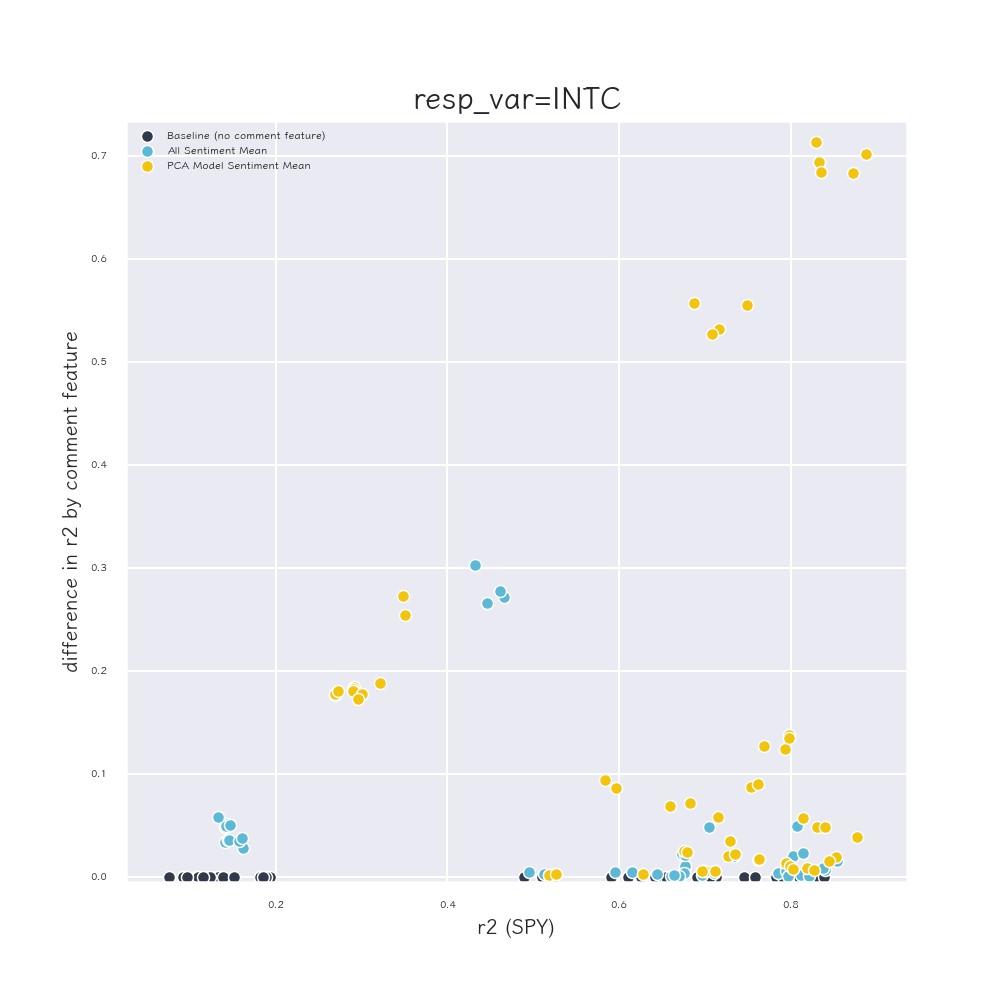 resp_var=INTC
Baseline (no comment feature)
All Sentiment Mean
PCA Model Sentiment Mean
0.7
0.6
0.5
0.4
0.3
0.2
0.1
0.0
difference in r2 by comment feature
0.2 0.4 0.6 0.8
r2 (SPY)